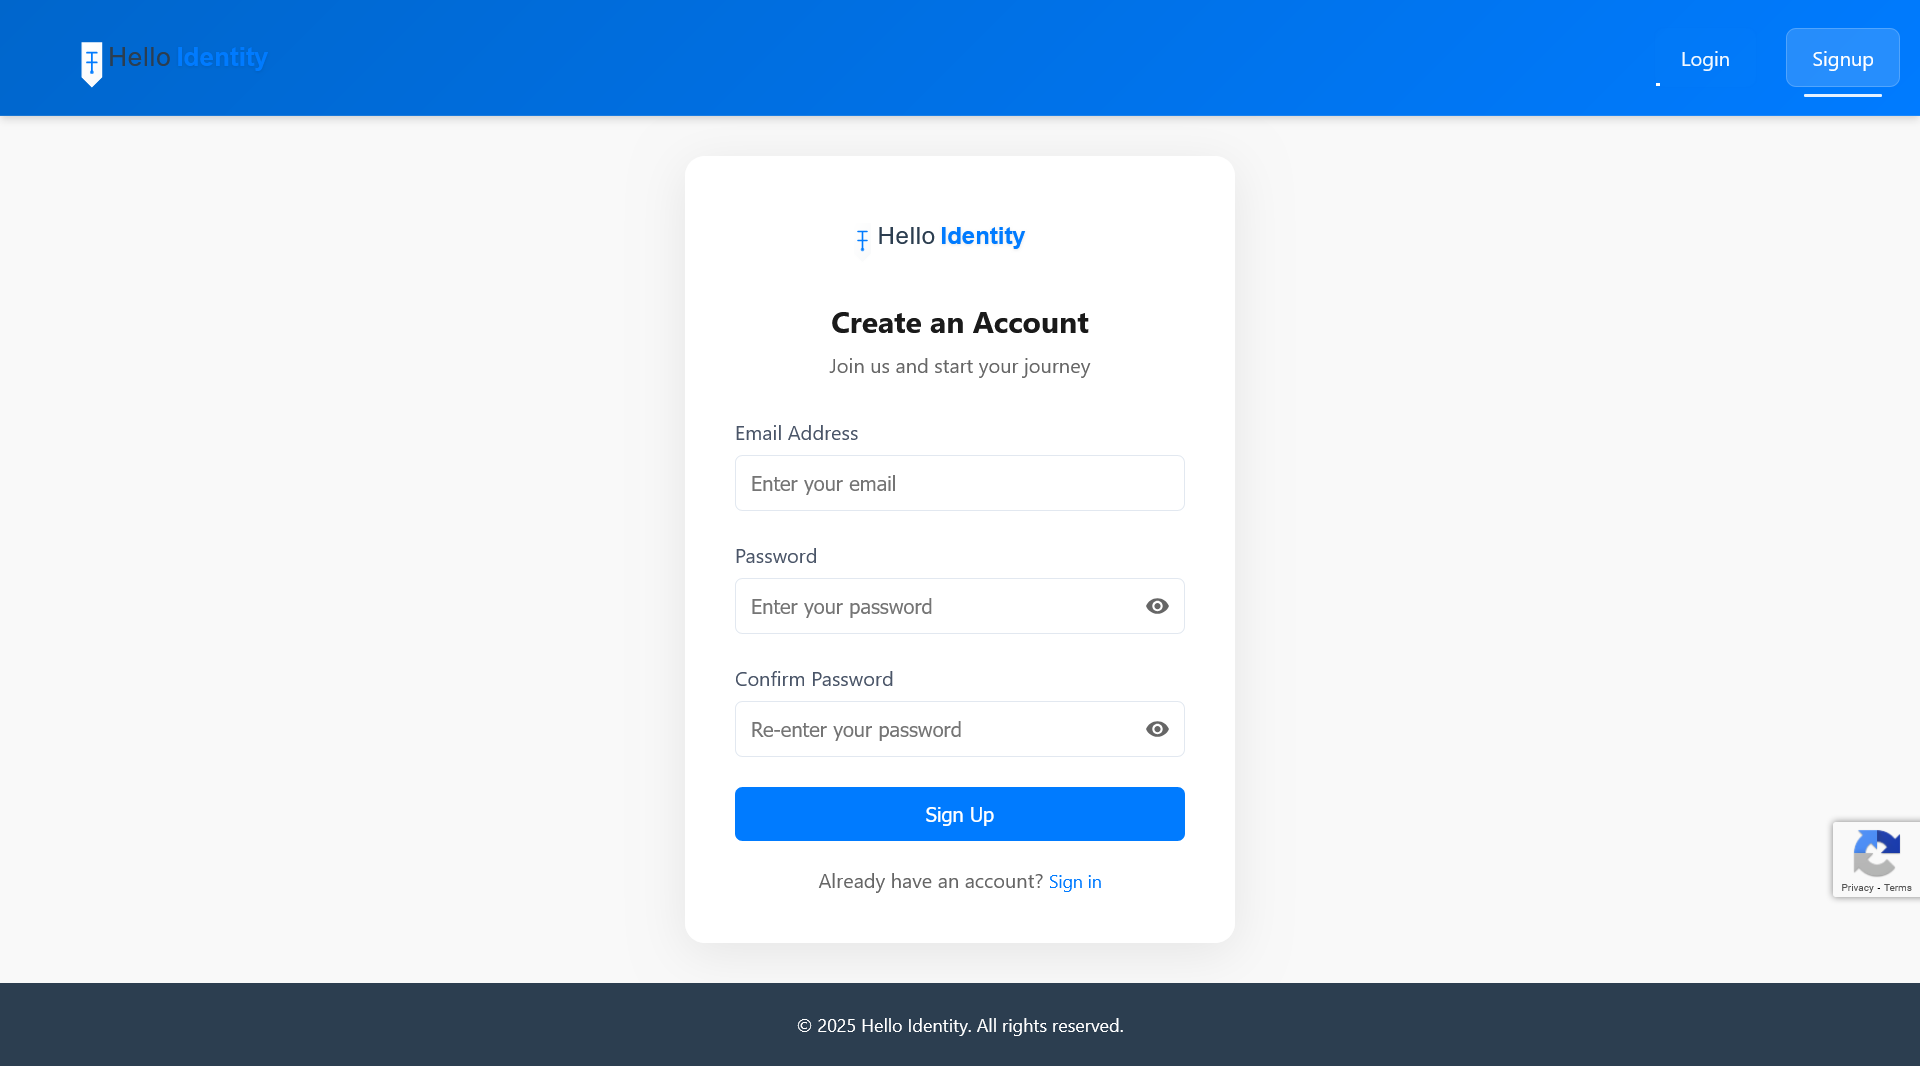 Hello Identity
Login
Signup
Hello Identity
Create an Account
Join us and start your journey
Email Address
Enter your email
Password
Enter your password
Confirm Password
Re-enter your password
Sign Up
Already have an account? Sign in
Privacy - Terms
© 2025 Hello Identity. All rights reserved.